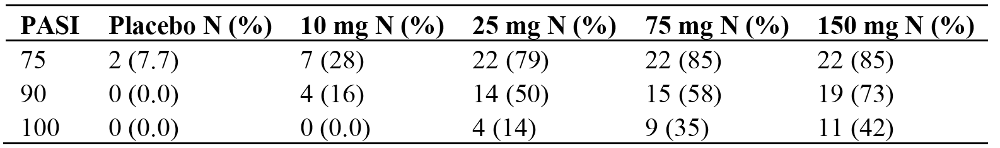 PASI Placebo N (%) 10 mg N (%) 25 mg N (%) 75 mg N (%) 150 mg N (%)
75 2 (7.7) 7 (28) 22 (79) 22 (85) 22 (85)
90 0 (0.0) 4 (16) 14 (50) 15 (58) 19 (73)
100 0 (0.0) 0 (0.0) 4 (14) 9 (35) 11 (42)